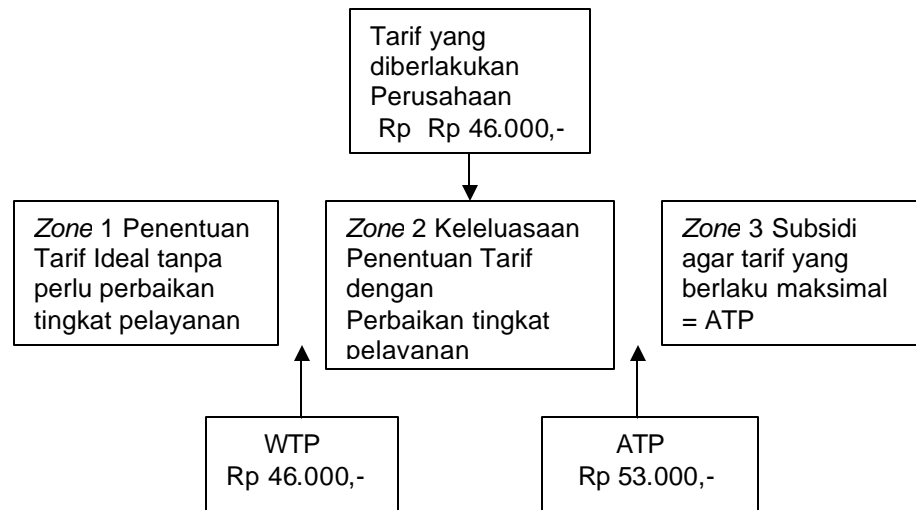 Tarif yang
diberlakukan
Perusahaan
Rp Rp 46.000,-
Zone 1 Penentuan
Tarif Ideal tanpa
perlu perbaikan
tingkat pelayanan
Zone 2 Keleluasaan
Penentuan Tarif
dengan
Perbaikan tingkat
pelayanan
Zone 3 Subsidi
agar tarif yang
berlaku maksimal
= ATP
WTP
Rp 46.000,-
ATP
Rp 53.000,-